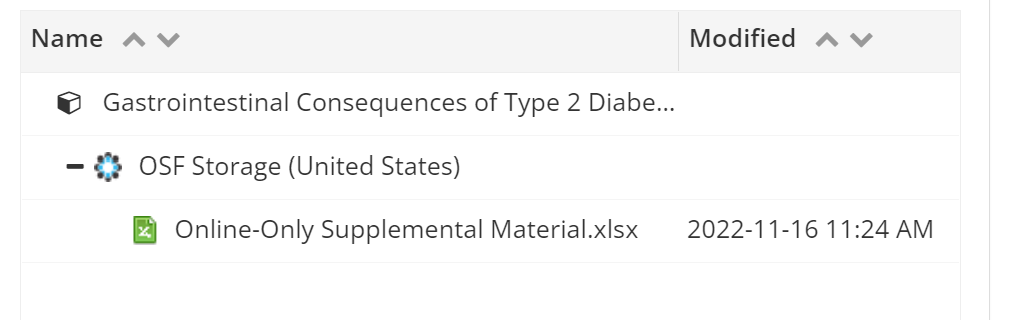 Name Modified
Gastrointestinal Consequences of Type 2 Diabe...
OSF Storage (United States)
Online-Only Supplemental Material.xlsx 2022-11-16 11:24 AM